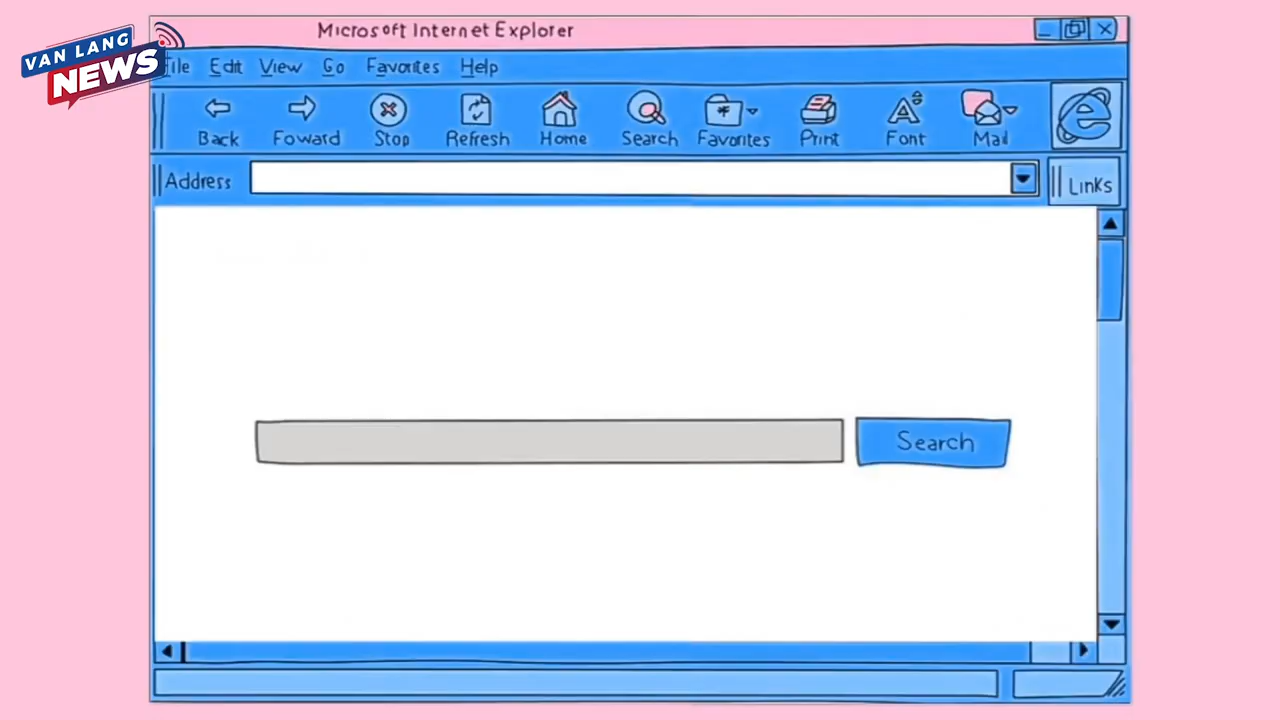 Microsoft Internet Explorer
VAN LANG
NEWS
File Edit View Go Favorites Help
Back Foward Stop Refresh Home Search Favorites Print Font Mail
Address
Links
Search